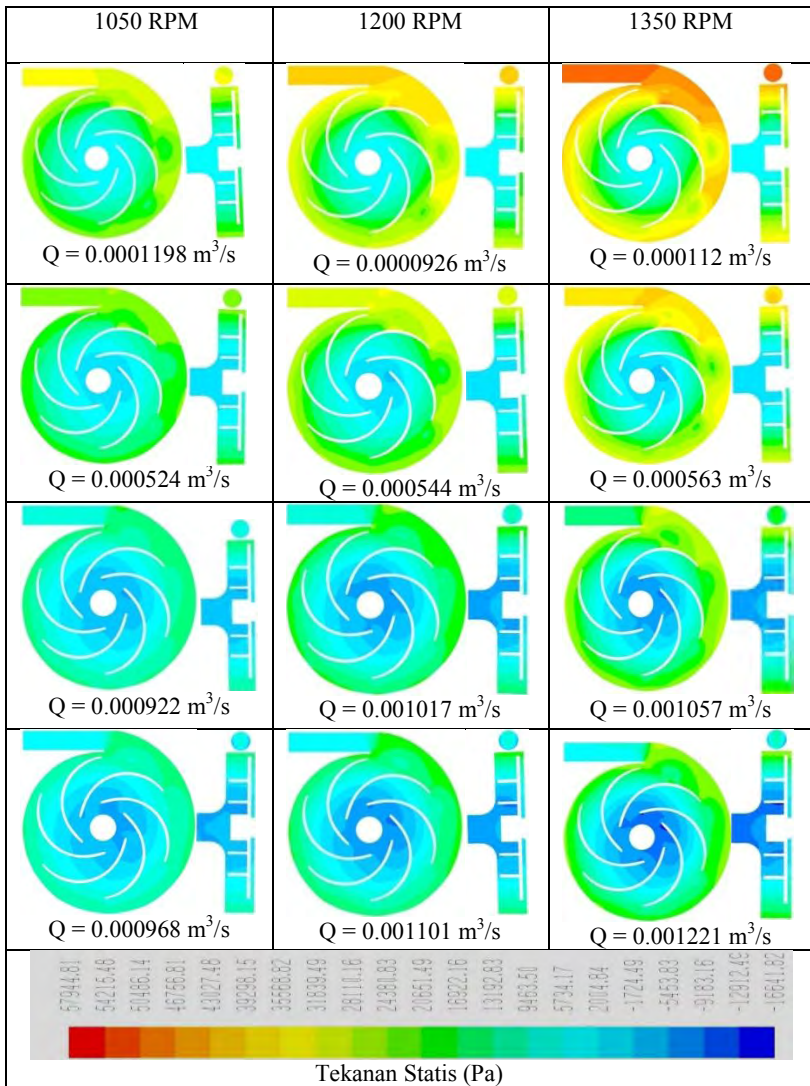 1050 RPM
1200 RPM
1350 RPM
Q = 0.0001198 m³/s
Q = 0.0000926 m³/s
Q = 0.000112 m³/s
Q = 0.000524 m³/s
Q = 0.000544 m³/s
Q = 0.000563 m³/s
Q = 0.000922 m³/s
Q = 0.001017 m³/s
Q = 0.001057 m³/s
Q = 0.000968 m³/s
Q = 0.001101 m³/s
Q = 0.001221 m³/s
57944.81
54215.48
50486.14
46756.81
43027.48
39298.15
35568.82
31839.49
28110.16
24380.83
20651.49
16922.16
13192.83
9463.50
5734.17
2004.84
-1724.49
-5453.83
-9183.16
-12912.49
-16641.82
Tekanan Statis (Pa)